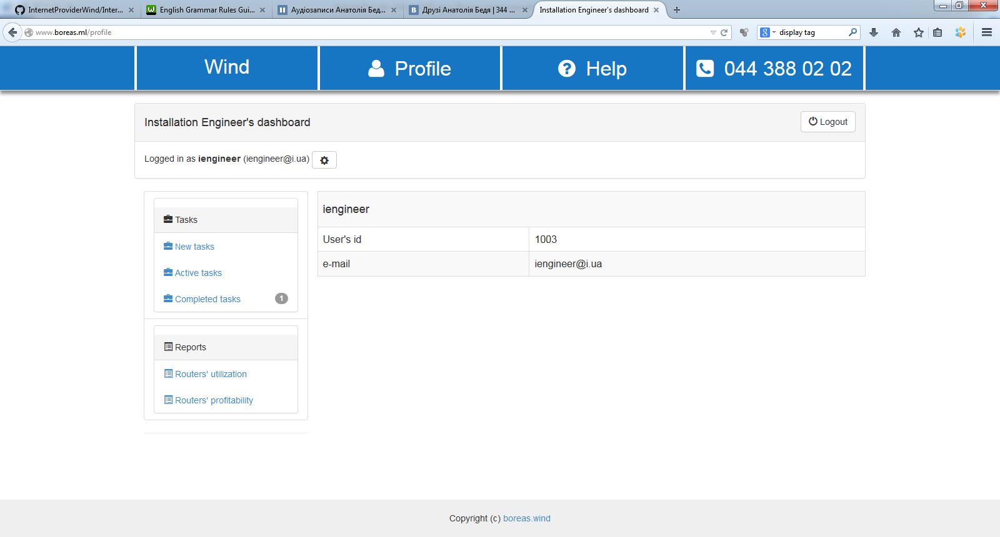 InternetProviderWind/Inter...
English Grammar Rules Gui...
Аудіозаписи Анатолія Бед...
Друзі Анатолія Бедя | 344 ...
Installation Engineer's dashboard
www.boreas.ml/profile
display tag
Wind
Profile
Help
044 388 02 02
Installation Engineer's dashboard
Logout
Logged in as iengineer (iengineer@i.ua)
Tasks
New tasks
Active tasks
Completed tasks 1
Reports
Routers' utilization
Routers' profitability
iengineer
User's id 1003
e-mail iengineer@i.ua
Copyright (c) boreas.wind